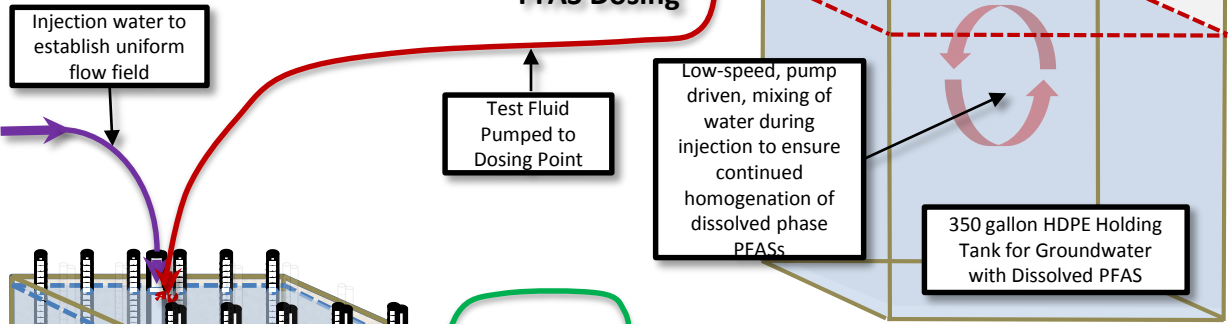 PFAS Dosing
Injection water to
establish uniform
flow field
Test Fluid
Pumped to
Dosing Point
Low-speed, pump
driven, mixing of
water during
injection to ensure
continued
homogenation of
dissolved phase
PFASs
350 gallon HDPE Holding
Tank for Groundwater
with Dissolved PFAS